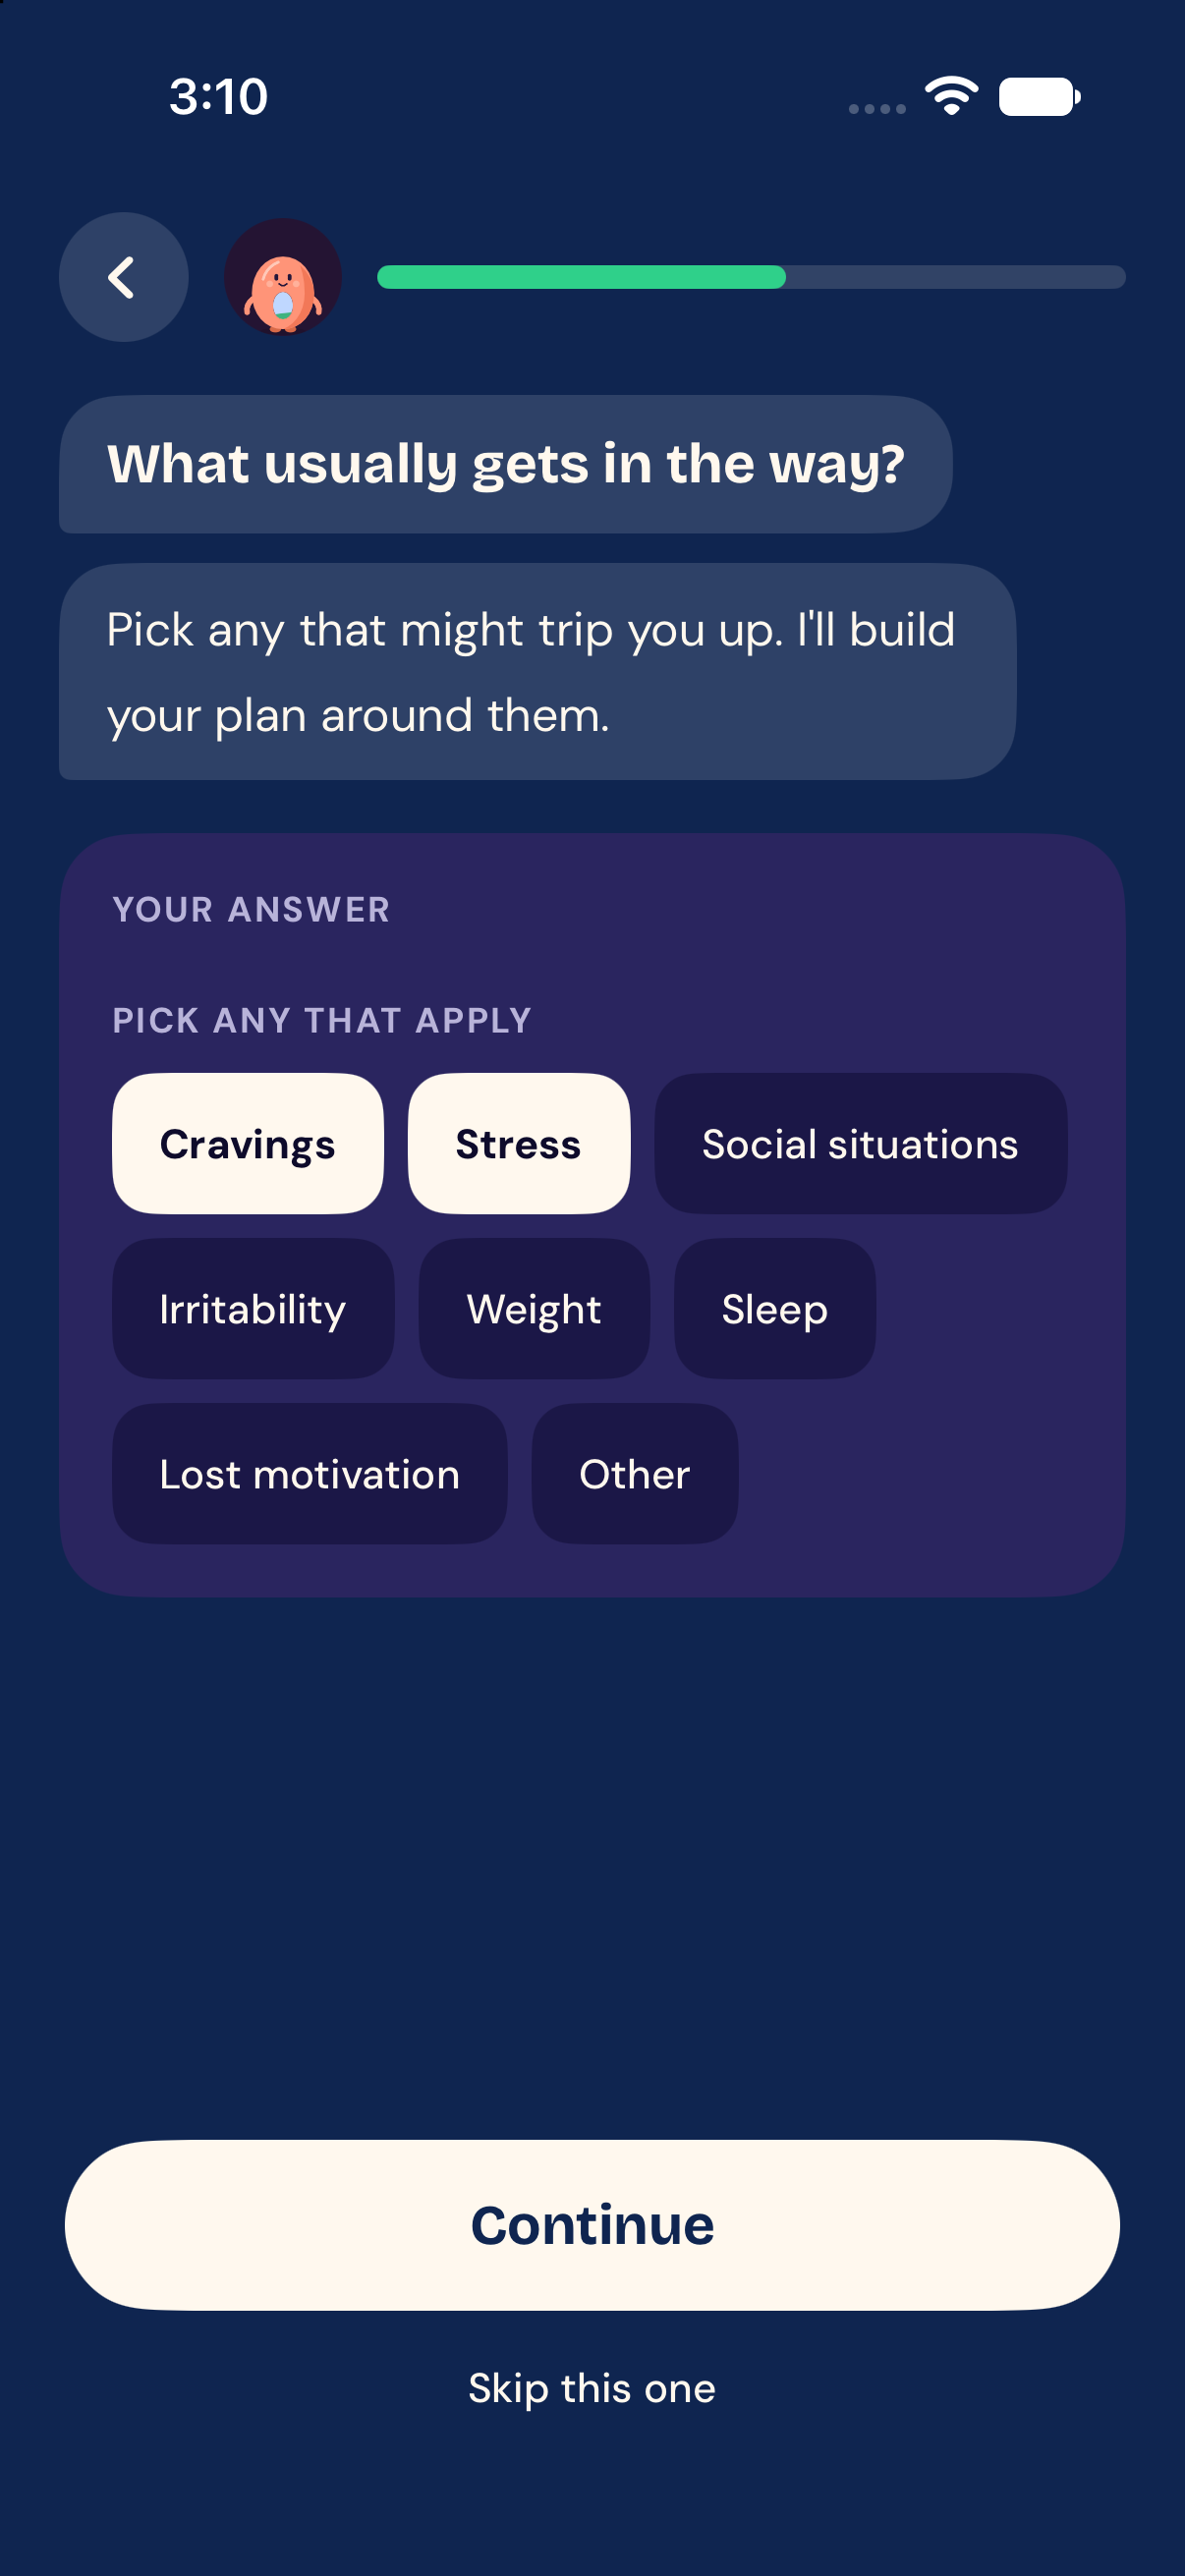 3:10
What usually gets in the way?
Pick any that might trip you up. I'll build
your plan around them.
YOUR ANSWER
PICK ANY THAT APPLY
Cravings Stress Social situations
Irritability Weight Sleep
Lost motivation Other
Continue
Skip this one